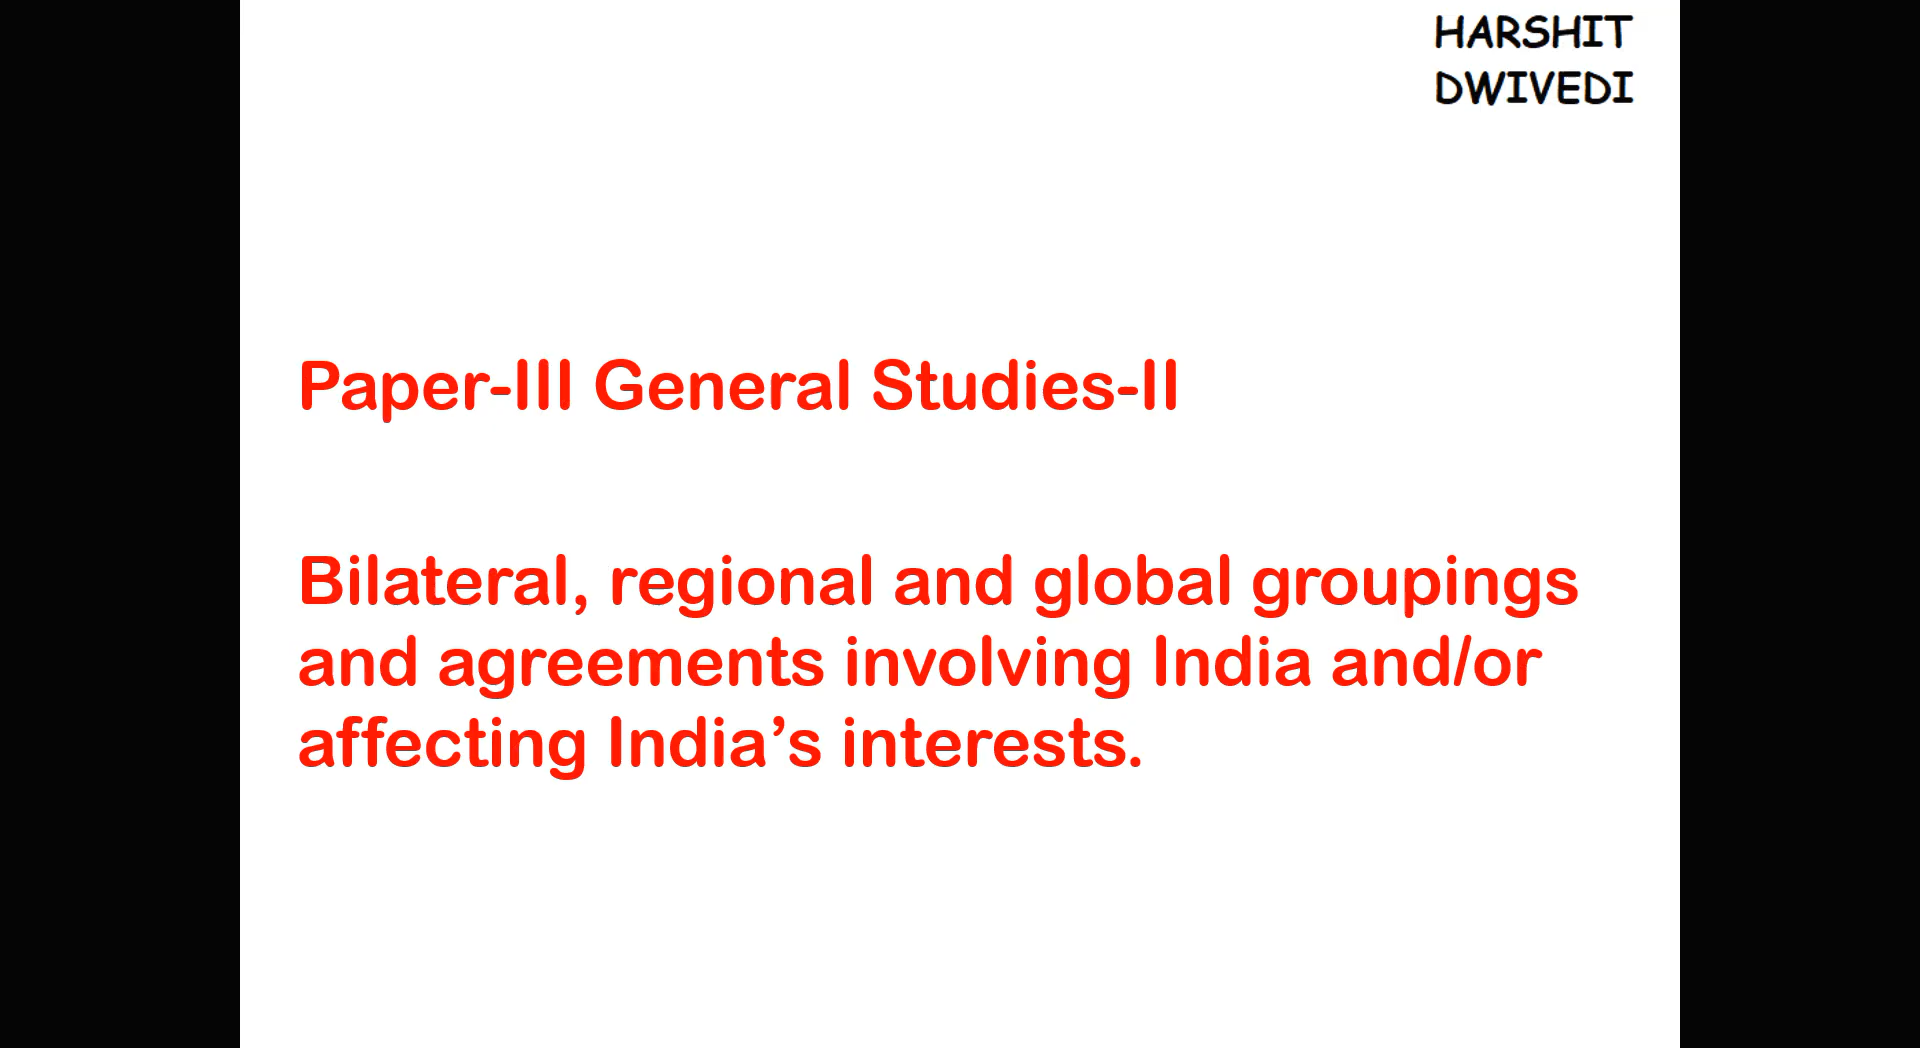 HARSHIT
DWIVEDI
Paper-III General Studies-II
Bilateral, regional and global groupings
and agreements involving India and/or
affecting India’s interests.